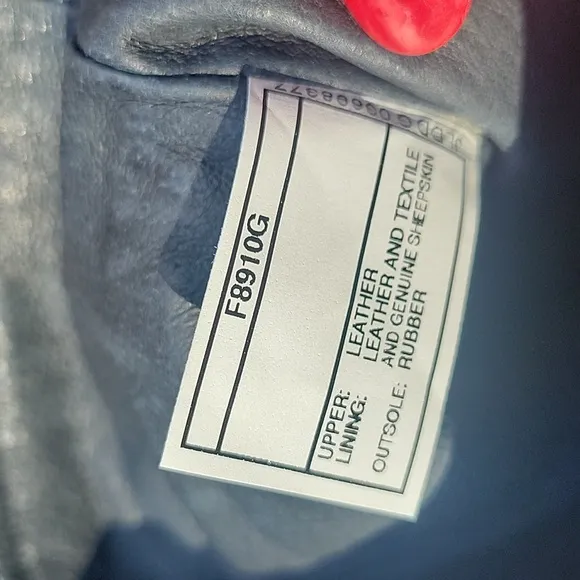 F8910G
UPPER: LEATHER
LINING: LEATHER AND TEXTILE
AND GENUINE SHEEPSKIN
OUTSOLE: RUBBER